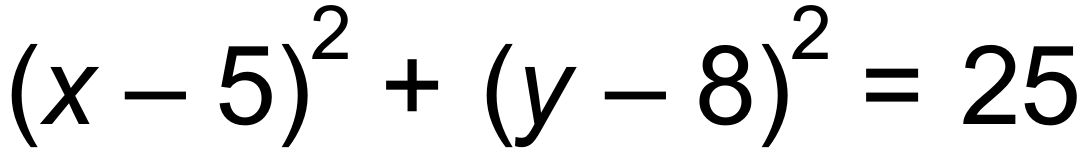 (x – 5)² + (y – 8)² = 25